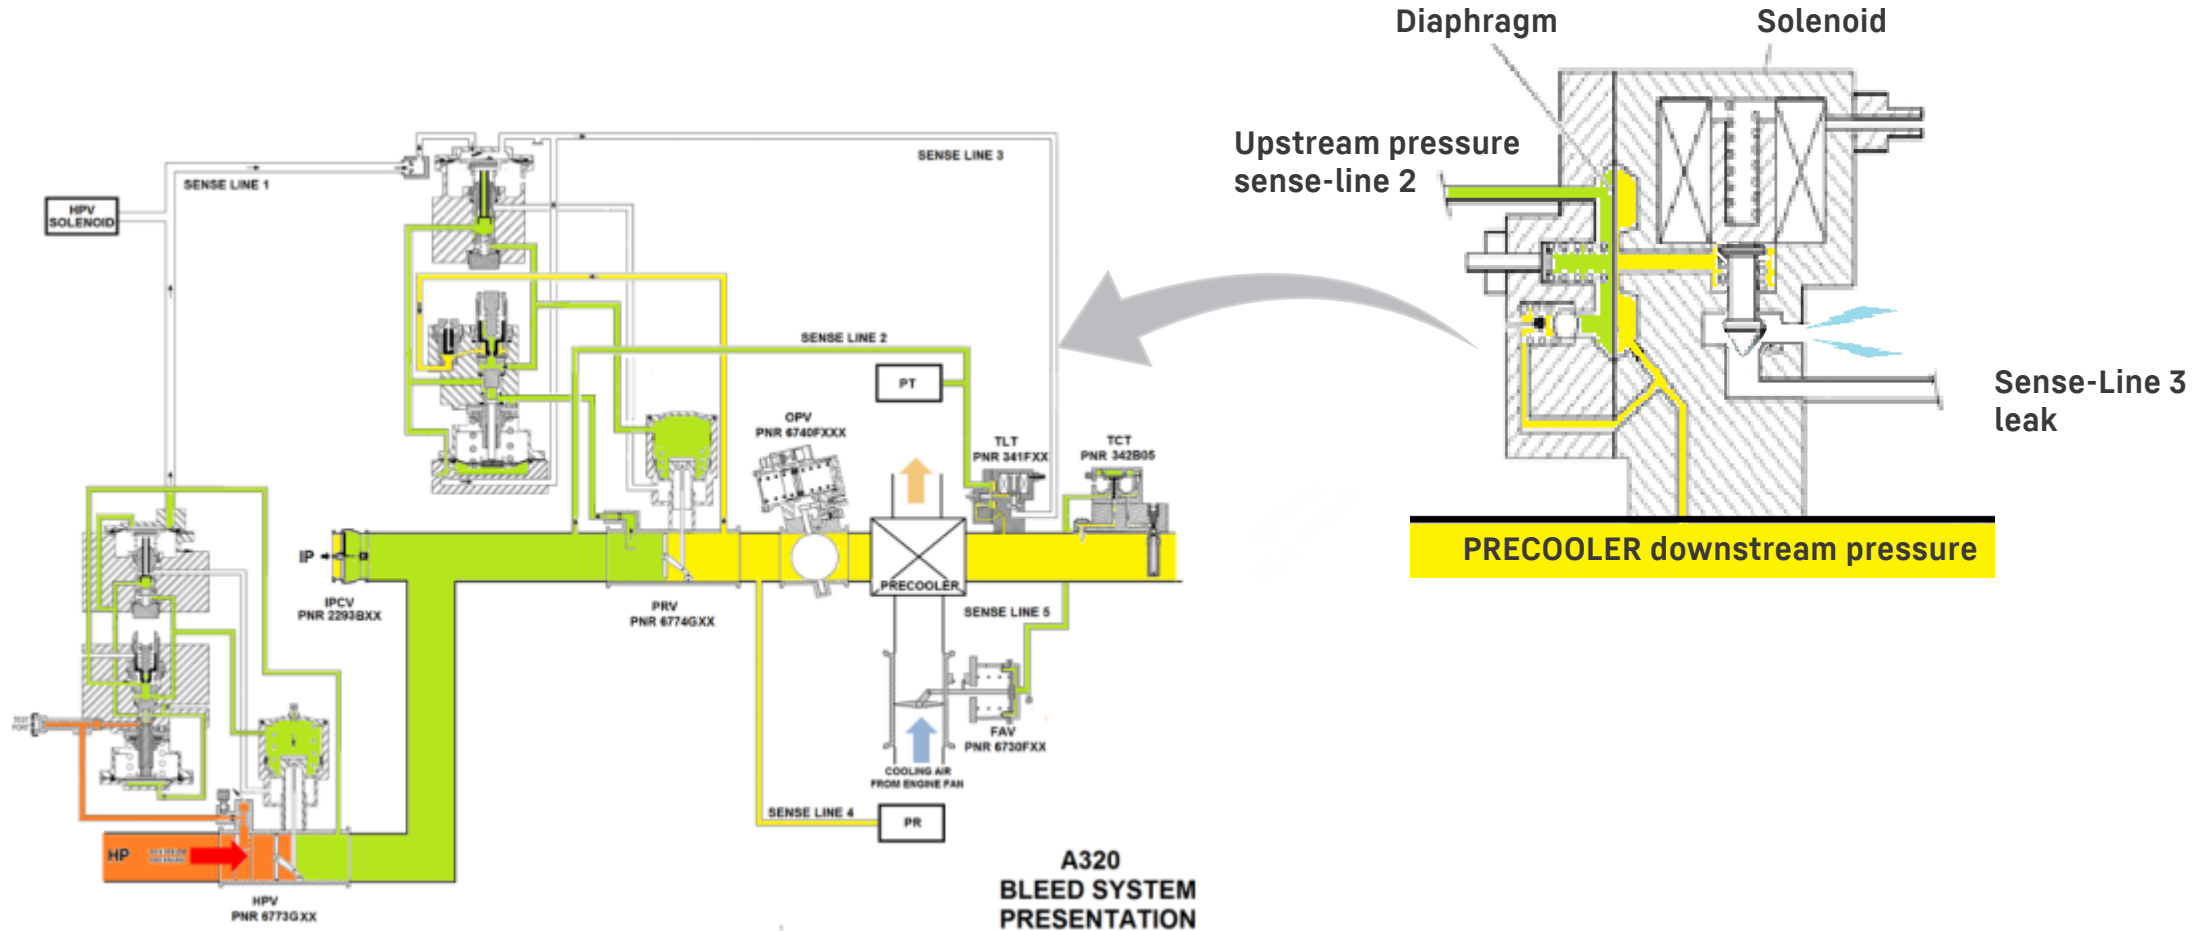 Diaphragm
Solenoid
Upstream pressure
sense-line 2
SENSE LINE 3
SENSE LINE 1
HPV
SOLENOID
SENSE LINE 2
PT
OPV
PNR 6740FXXX
TLT
PNR 341FXX
TCT
PNR 342B05
Sense-Line 3
leak
PRECOOLER downstream pressure
IP
IPCV
PNR 2293BXX
PRV
PNR 6774GXX
PRECOOLER
SENSE LINE 5
FAV
PNR 6730FXX
COOLING AIR
FROM ENGINE FAN
TEST
PORT
SENSE LINE 4
PR
HP
HPV
PNR 6773GXX
A320
BLEED SYSTEM
PRESENTATION